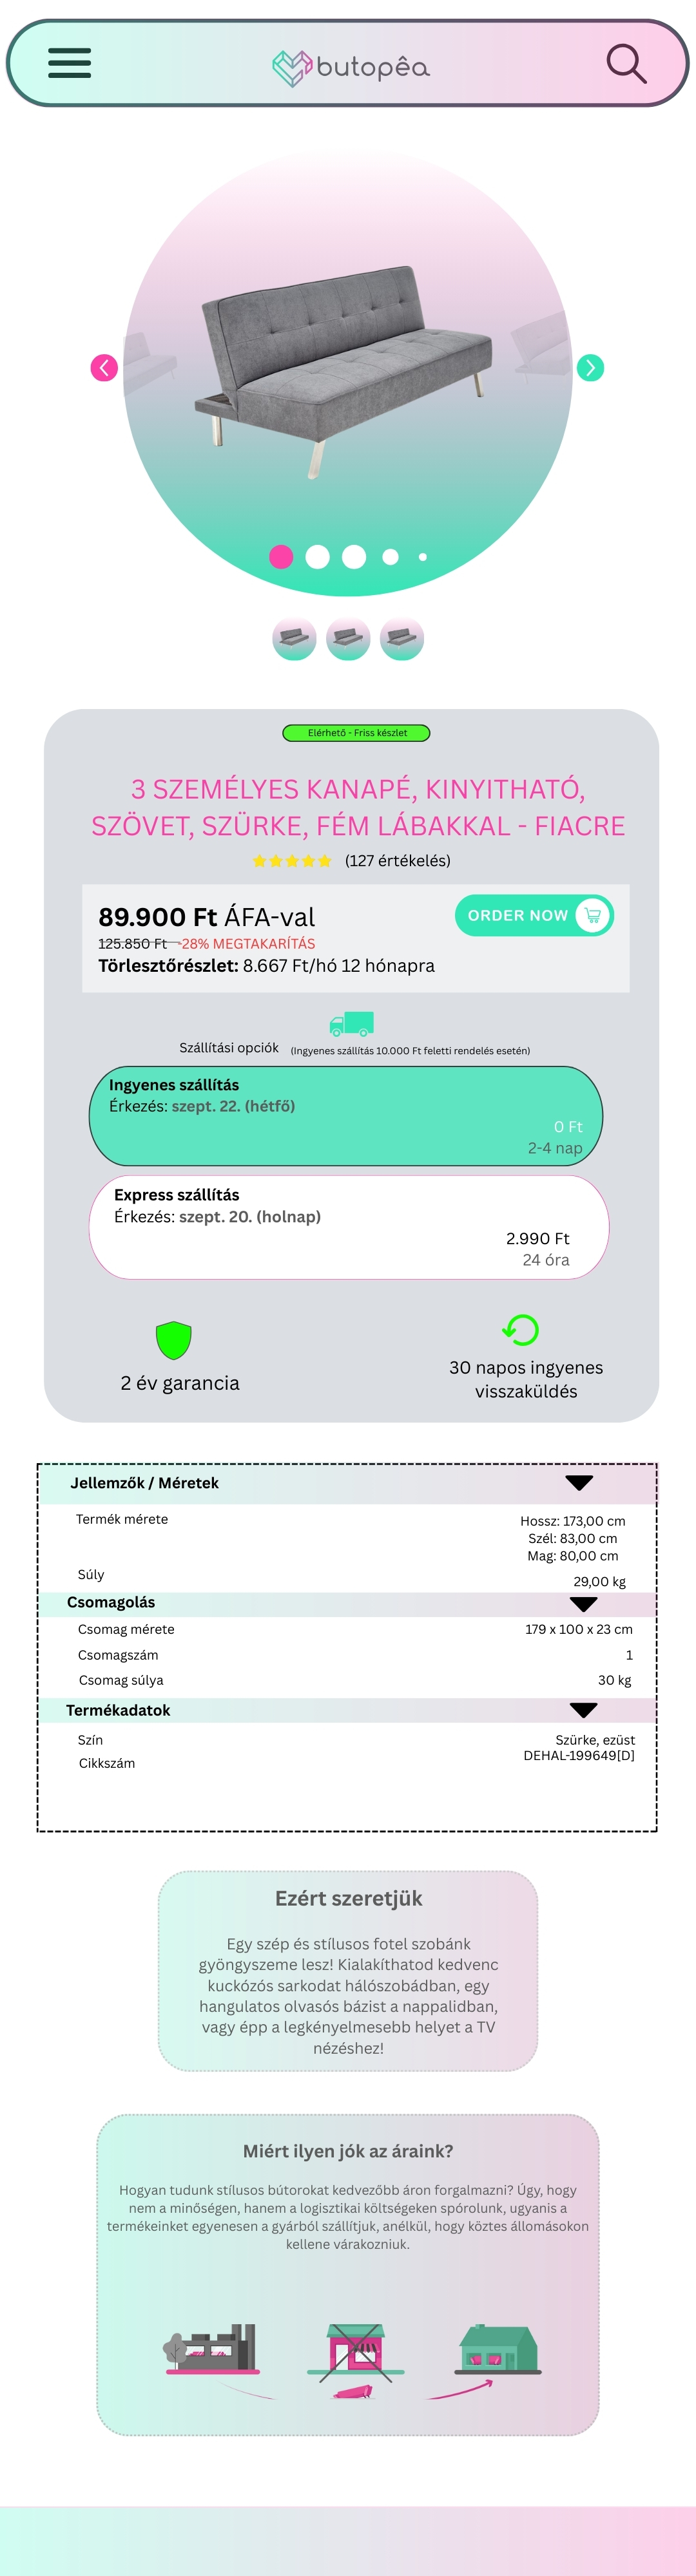 butopêa
Elérhető - Friss készlet
3 SZEMÉLYES KANAPÉ, KINYITHATÓ,
SZÖVET, SZÜRKE, FÉM LÁBAKKAL - FIACRE
(127 értékelés)
89.900 Ft ÁFA-val
ORDER NOW
125.850 Ft -28% MEGTAKARÍTÁS
Törlesztőrészlet: 8.667 Ft/hó 12 hónapra
Szállítási opciók (Ingyenes szállítás 10.000 Ft feletti rendelés esetén)
Ingyenes szállítás
Érkezés: szept. 22. (hétfő)
0 Ft
2-4 nap
Express szállítás
Érkezés: szept. 20. (holnap)
2.990 Ft
24 óra
2 év garancia
30 napos ingyenes
visszaküldés
Jellemzők / Méretek
Termék mérete
Hossz: 173,00 cm
Szél: 83,00 cm
Mag: 80,00 cm
Súly
29,00 kg
Csomagolás
Csomag mérete 179 x 100 x 23 cm
Csomagszám 1
Csomag súlya 30 kg
Termékadatok
Szín Szürke, ezüst
Cikkszám DEHAL-199649[D]
Ezért szeretjük
Egy szép és stílusos fotel szobánk
gyöngyszeme lesz! Kialakíthatod kedvenc
kuckózós sarkodat hálószobádban, egy
hangulatos olvasós bázist a nappalidban,
vagy épp a legkényelmesebb helyet a TV
nézéshez!
Miért ilyen jók az áraink?
Hogyan tudunk stílusos bútorokat kedvezőbb áron forgalmazni? Úgy, hogy
nem a minőségen, hanem a logisztikai költségeken spórolunk, ugyanis a
termékeinket egyenesen a gyárból szállítjuk, anélkül, hogy köztes állomásokon
kellene várakozniuk.